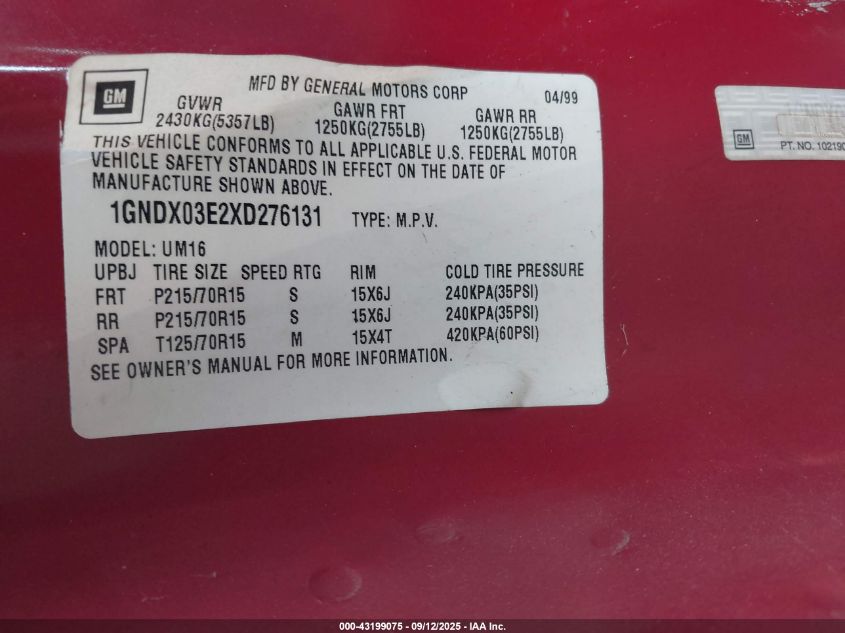 GM
MFD BY GENERAL MOTORS CORP 04/99
GVWR GAWR FRT GAWR RR
2430KG(5357LB) 1250KG(2755LB) 1250KG(2755LB)
THIS VEHICLE CONFORMS TO ALL APPLICABLE U.S. FEDERAL MOTOR
VEHICLE SAFETY STANDARDS IN EFFECT ON THE DATE OF
MANUFACTURE SHOWN ABOVE.
1GNDX03E2XD276131 TYPE: M.P.V.
MODEL: UM16
UPBJ TIRE SIZE SPEED RTG RIM COLD TIRE PRESSURE
FRT P215/70R15 S 15X6J 240KPA(35PSI)
RR P215/70R15 S 15X6J 240KPA(35PSI)
SPA T125/70R15 M 15X4T 420KPA(60PSI)
SEE OWNER'S MANUAL FOR MORE INFORMATION.
GM
PT. NO. 102190
000-43199075 - 09/12/2025 - IAA Inc.